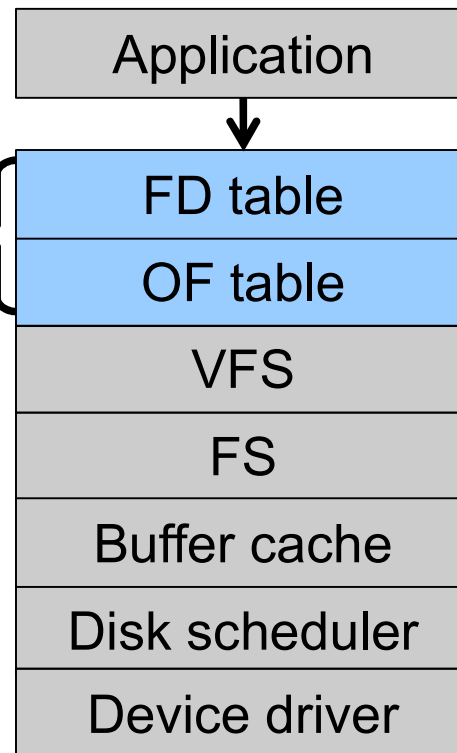 Application
FD table
OF table
VFS
FS
Buffer cache
Disk scheduler
Device driver